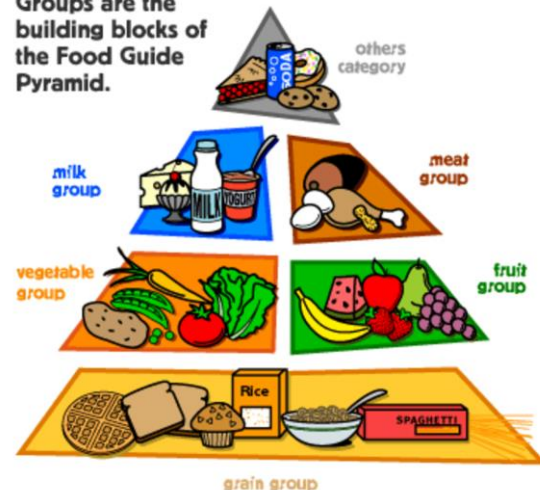 Groups are the
building blocks of
the Food Guide
Pyramid.
others
category
SODA
milk
group
MILK
YOGURT
meat
group
vegetable
group
fruit
group
Rice
SPAGHETTI
grain group